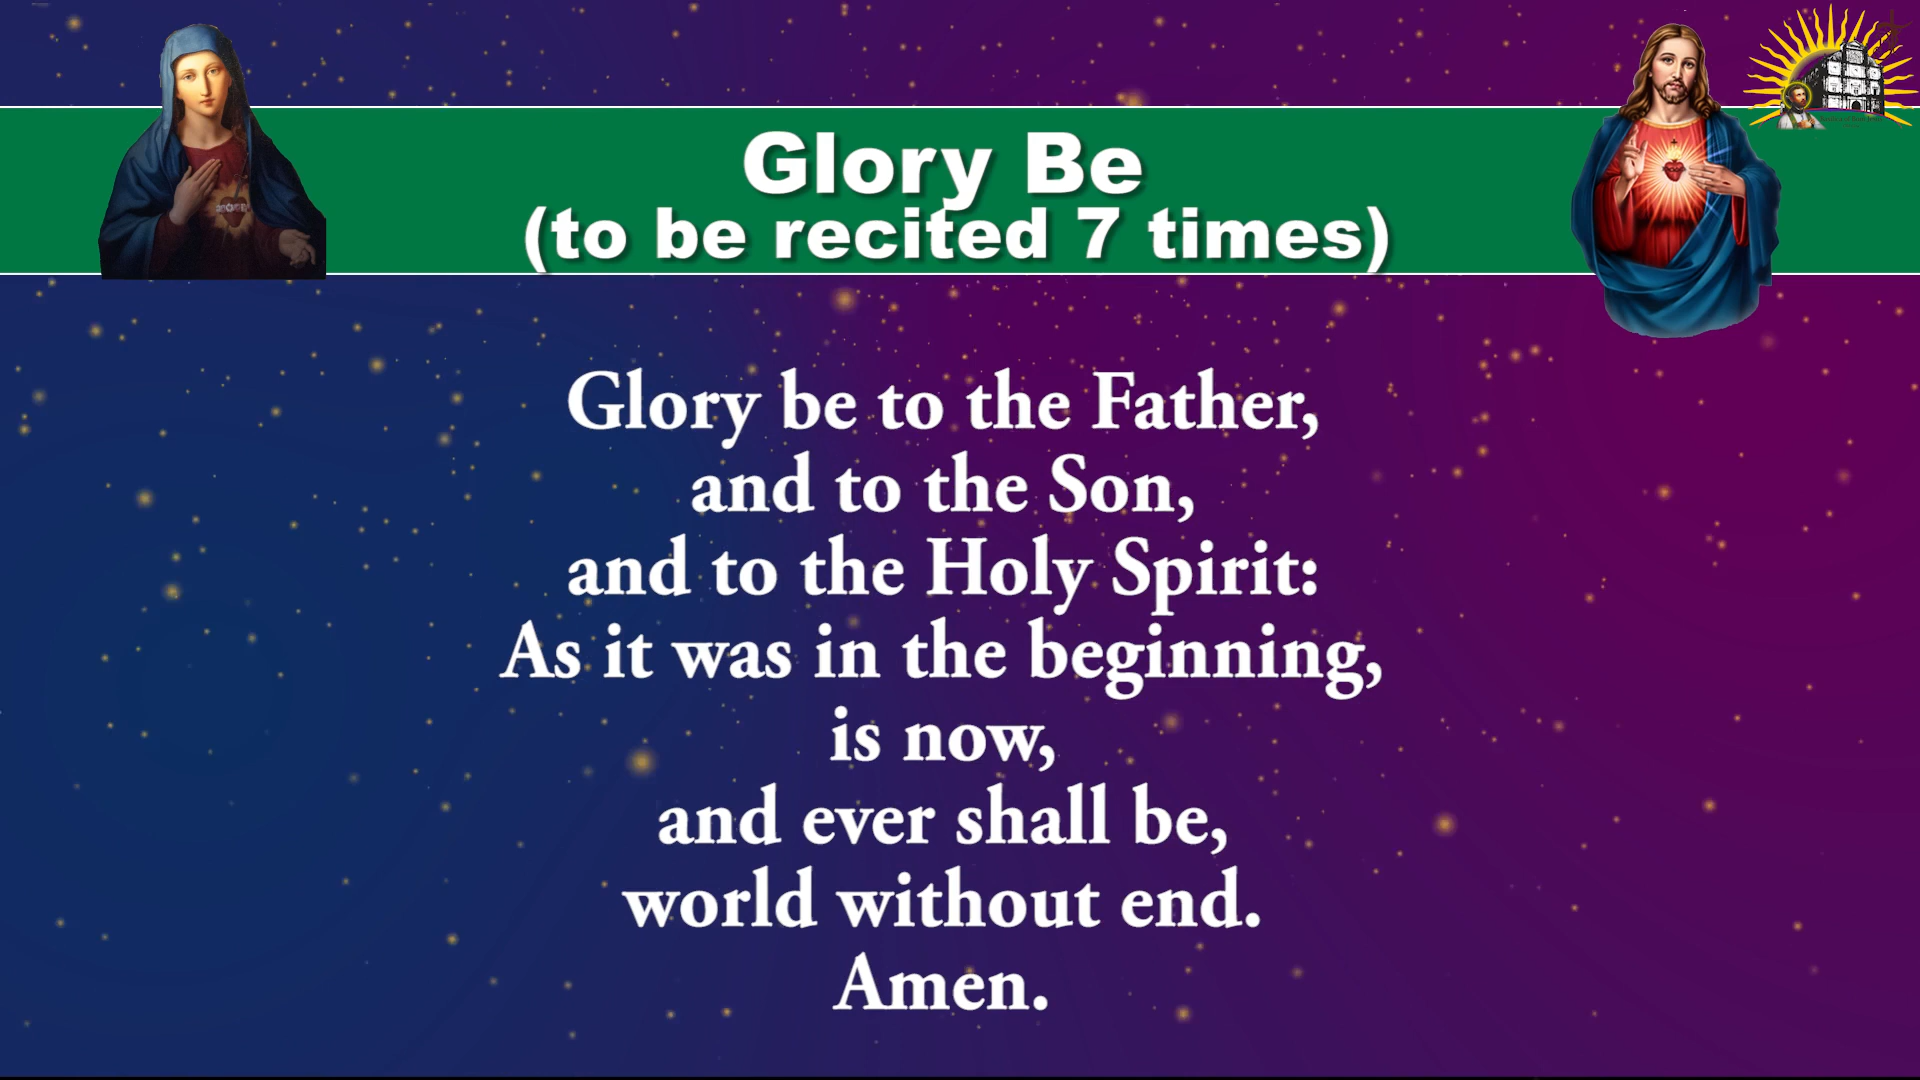 Glory Be
(to be recited 7 times)
Glory be to the Father,
and to the Son,
and to the Holy Spirit:
As it was in the beginning,
is now,
and ever shall be,
world without end.
Amen.